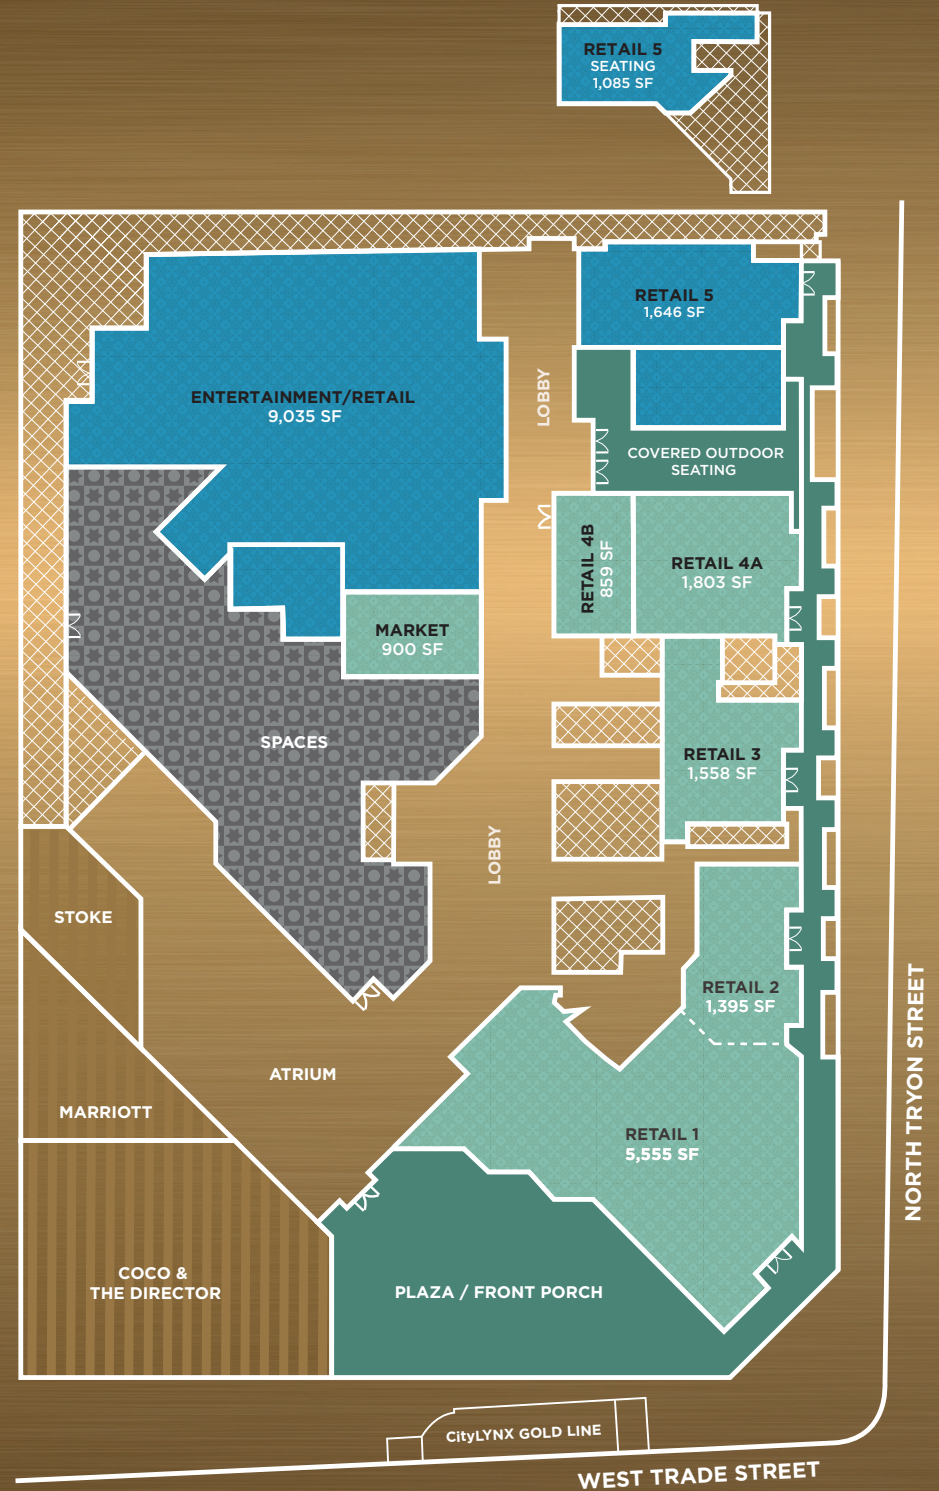 RETAIL 5
SEATING
1,085 SF
RETAIL 5
1,646 SF
ENTERTAINMENT/RETAIL
9,035 SF
LOBBY
COVERED OUTDOOR
SEATING
RETAIL 4B
859 SF
RETAIL 4A
1,803 SF
MARKET
900 SF
SPACES
RETAIL 3
1,558 SF
LOBBY
STOKE
RETAIL 2
1,395 SF
ATRIUM
MARRIOTT
RETAIL 1
5,555 SF
COCO &
THE DIRECTOR
PLAZA / FRONT PORCH
NORTH TRYON STREET
CityLYNX GOLD LINE
WEST TRADE STREET